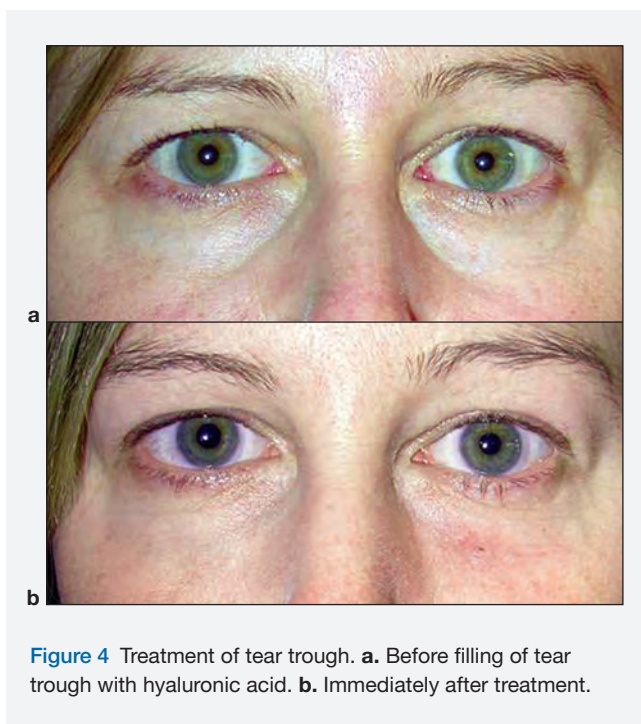 a
b
Figure 4 Treatment of tear trough. a. Before filling of tear
trough with hyaluronic acid. b. Immediately after treatment.